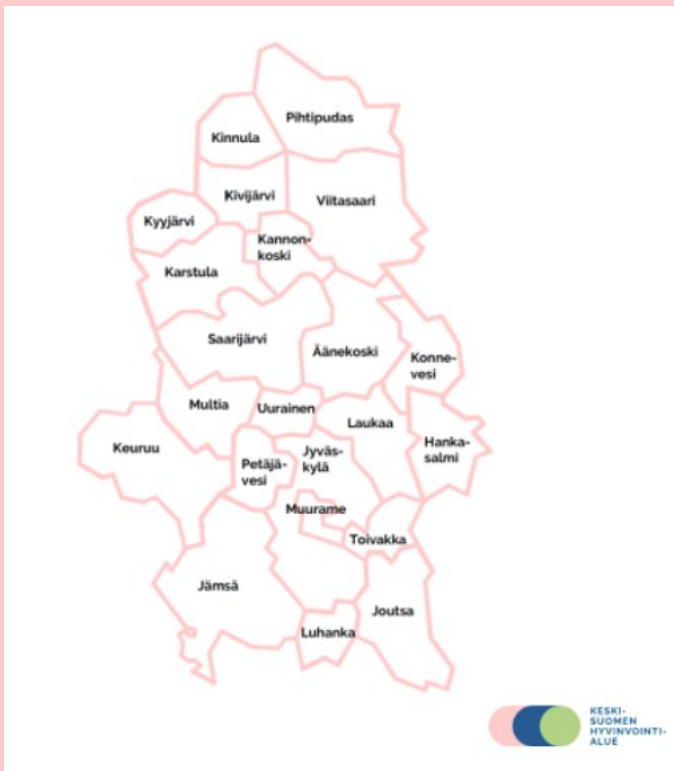 Pihtipudas
Kinnula
Kivijärvi
Viitasaari
Kyyjärvi
Kannon-
koski
Karstula
Saarijärvi
Äänekoski
Konne-
vesi
Multia
Uurainen
Laukaa
Keuruu
Hanka-
salmi
Petäjä-
vesi
Jyväs-
kylä
Muurame
Toivakka
Jämsä
Joutsa
Luhanka
KESKI-
SUOMEN
HYVINVOINTI-
ALUE